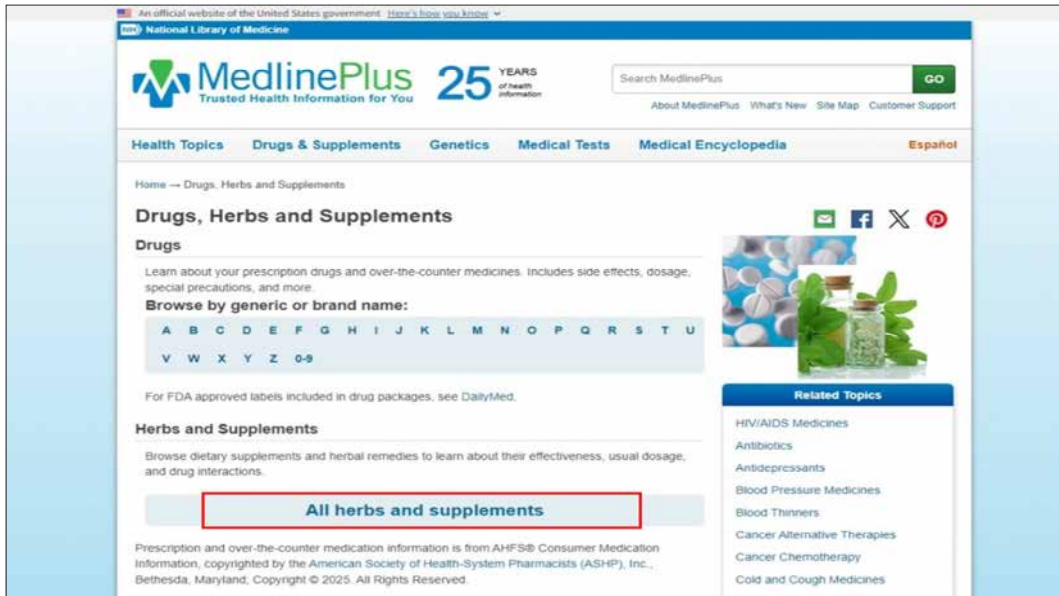 An official website of the United States government Here's how you know
NIH National Library of Medicine
MedlinePlus
Trusted Health Information for You
25 YEARS
of health
information
Search MedlinePlus
GO
About MedlinePlus What's New Site Map Customer Support
Health Topics Drugs & Supplements Genetics Medical Tests Medical Encyclopedia Español
Home → Drugs, Herbs and Supplements
Drugs, Herbs and Supplements
Drugs
Learn about your prescription drugs and over-the-counter medicines. Includes side effects, dosage,
special precautions, and more.
Browse by generic or brand name:
A B C D E F G H I J K L M N O P Q R S T U
V W X Y Z 0-9
For FDA approved labels included in drug packages, see DailyMed.
Herbs and Supplements
Browse dietary supplements and herbal remedies to learn about their effectiveness, usual dosage,
and drug interactions.
All herbs and supplements
Prescription and over-the-counter medication information is from AHFS® Consumer Medication
Information, copyrighted by the American Society of Health-System Pharmacists (ASHP), Inc.,
Bethesda, Maryland; Copyright © 2025. All Rights Reserved.
Related Topics
HIV/AIDS Medicines
Antibiotics
Antidepressants
Blood Pressure Medicines
Blood Thinners
Cancer Alternative Therapies
Cancer Chemotherapy
Cold and Cough Medicines